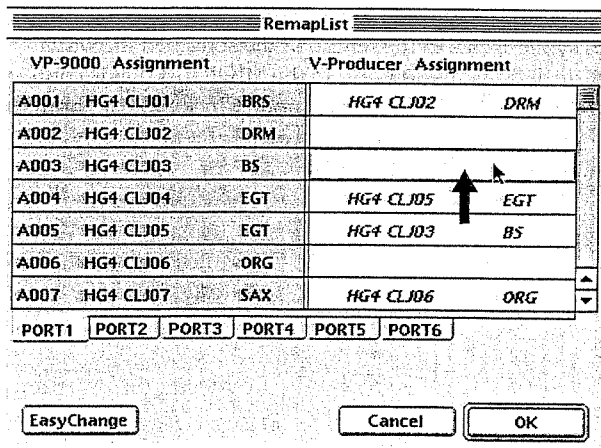 RemapList
VP-9000 Assignment V-Producer Assignment
A001 HG4 CLJ01 BRS HG4 CLJ02 DRM
A002 HG4 CLJ02 DRM
A003 HG4 CLJ03 BS
A004 HG4 CLJ04 EGT HG4 CLJ05 EGT
A005 HG4 CLJ05 EGT HG4 CLJ03 BS
A006 HG4 CLJ06 ORG
A007 HG4 CLJ07 SAX HG4 CLJ06 ORG
PORT1 PORT2 PORT3 PORT4 PORT5 PORT6
EasyChange Cancel OK